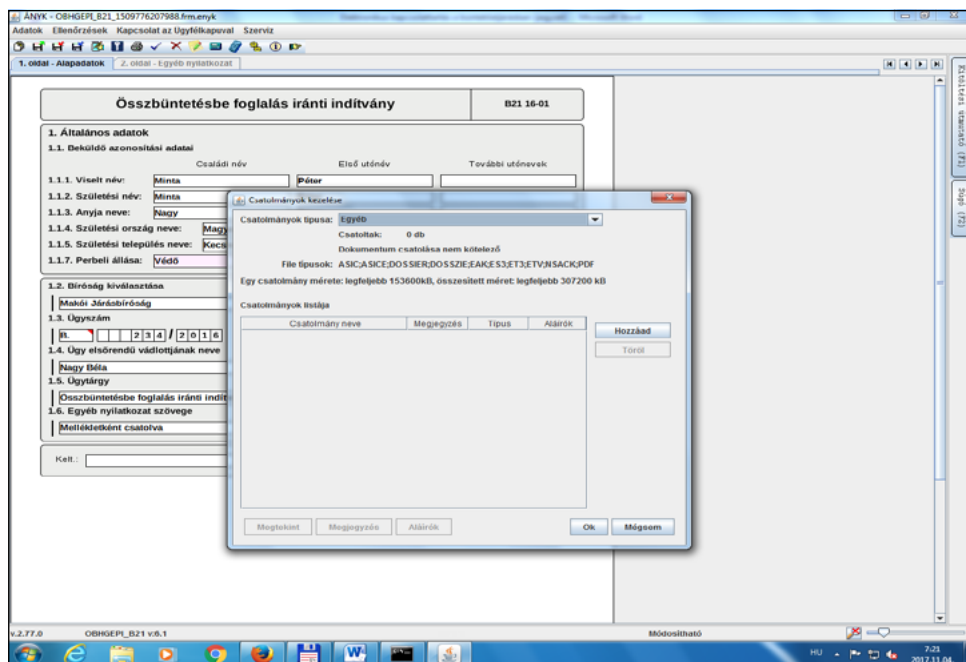 ÁNYK - OBHGEPI_B21_1509776207988.frm.enyk
Adatok Ellenőrzések Kapcsolat az Ügyfélkapuval Szerviz
1. oldal - Alapadatok 2. oldal - Egyéb nyilatkozat
Kitöltési útmutató (F1)
Súgó (F2)
Összbüntetésbe foglalás iránti indítvány B21 16-01
1. Általános adatok
1.1. Beküldő azonosítási adatai
Családi név Első utónév További utónevek
1.1.1. Viselt név: Minta Péter
1.1.2. Születési név: Minta
1.1.3. Anyja neve: Nagy
1.1.4. Születési ország neve: Magy
1.1.5. Születési település neve: Kecs
1.1.7. Perbeli állása: Védő
1.2. Bíróság kiválasztása
Makói Járásbíróság
1.3. Ügyszám
B. 234/2016
1.4. Ügy elsőrendű vádlottjának neve
Nagy Béla
1.5. Ügytárgy
Összbüntetésbe foglalás iránti indít
1.6. Egyéb nyilatkozat szövege
Mellékletként csatolva
Kelt.:
Csatolmányok kezelése
Csatolmányok típusa: Egyéb
Csatoltak: 0 db
Dokumentum csatolása nem kötelező
File típusok: ASIC;ASICE;DOSSIER;DOSSZIE;EAK;ES3;ET3;ETV;NSACK;PDF
Egy csatolmány mérete: legfeljebb 153600kB, összesített méret: legfeljebb 307200 kB
Csatolmányok listája
Csatolmány neve Megjegyzés Típus Aláírók
Hozzáad
Töröl
Megtekint Megjegyzés Aláírók Ok Mégsem
v.2.77.0 OBHGEPI_B21 v:6.1 Módosítható
HU 7:21
2017.11.04.